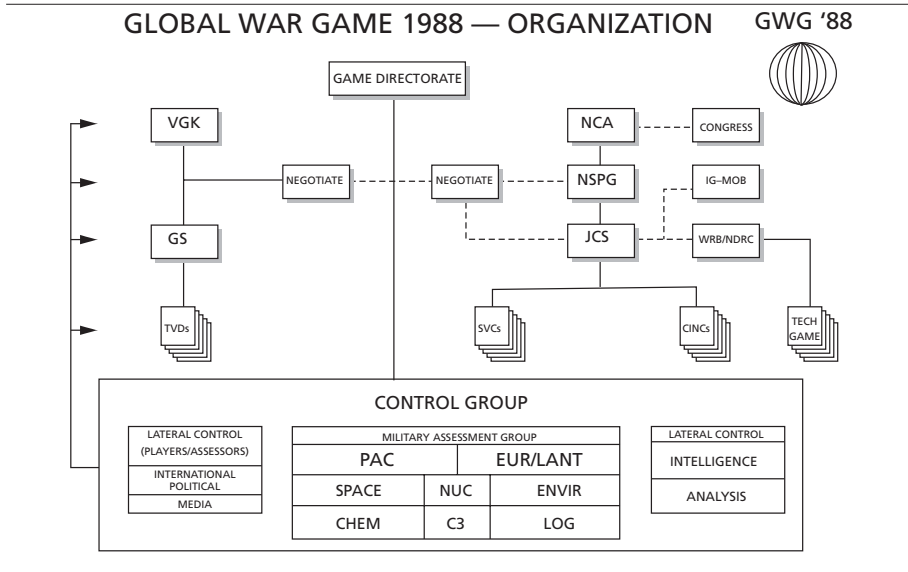 GLOBAL WAR GAME 1988 — ORGANIZATION
GWG ‘88
GAME DIRECTORATE
VGK
NCA
CONGRESS
NEGOTIATE
NEGOTIATE
NSPG
IG–MOB
GS
JCS
WRB/NDRC
TVDs
SVCs
CINCs
TECH
GAME
CONTROL GROUP
LATERAL CONTROL
(PLAYERS/ASSESSORS)
INTERNATIONAL
POLITICAL
MEDIA
MILITARY ASSESSMENT GROUP
PAC
EUR/LANT
SPACE
NUC
ENVIR
CHEM
C3
LOG
LATERAL CONTROL
INTELLIGENCE
ANALYSIS